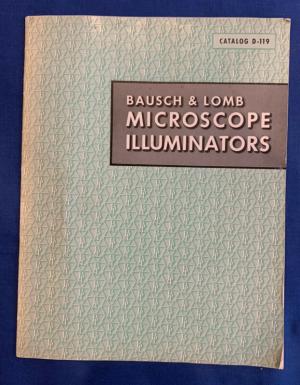 CATALOG D-119
BAUSCH & LOMB
MICROSCOPE
ILLUMINATORS